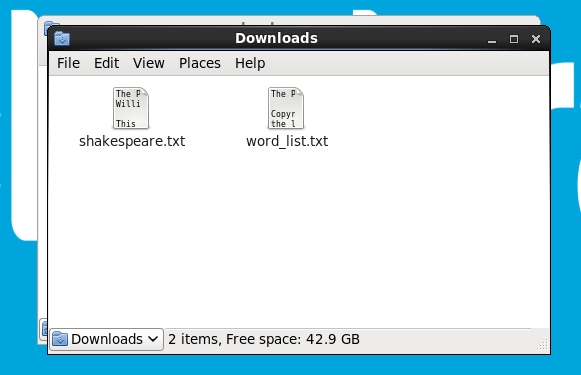 Downloads
File Edit View Places Help
The P
Willi
This
shakespeare.txt
The P
Copyr
the l
word_list.txt
Downloads 2 items, Free space: 42.9 GB